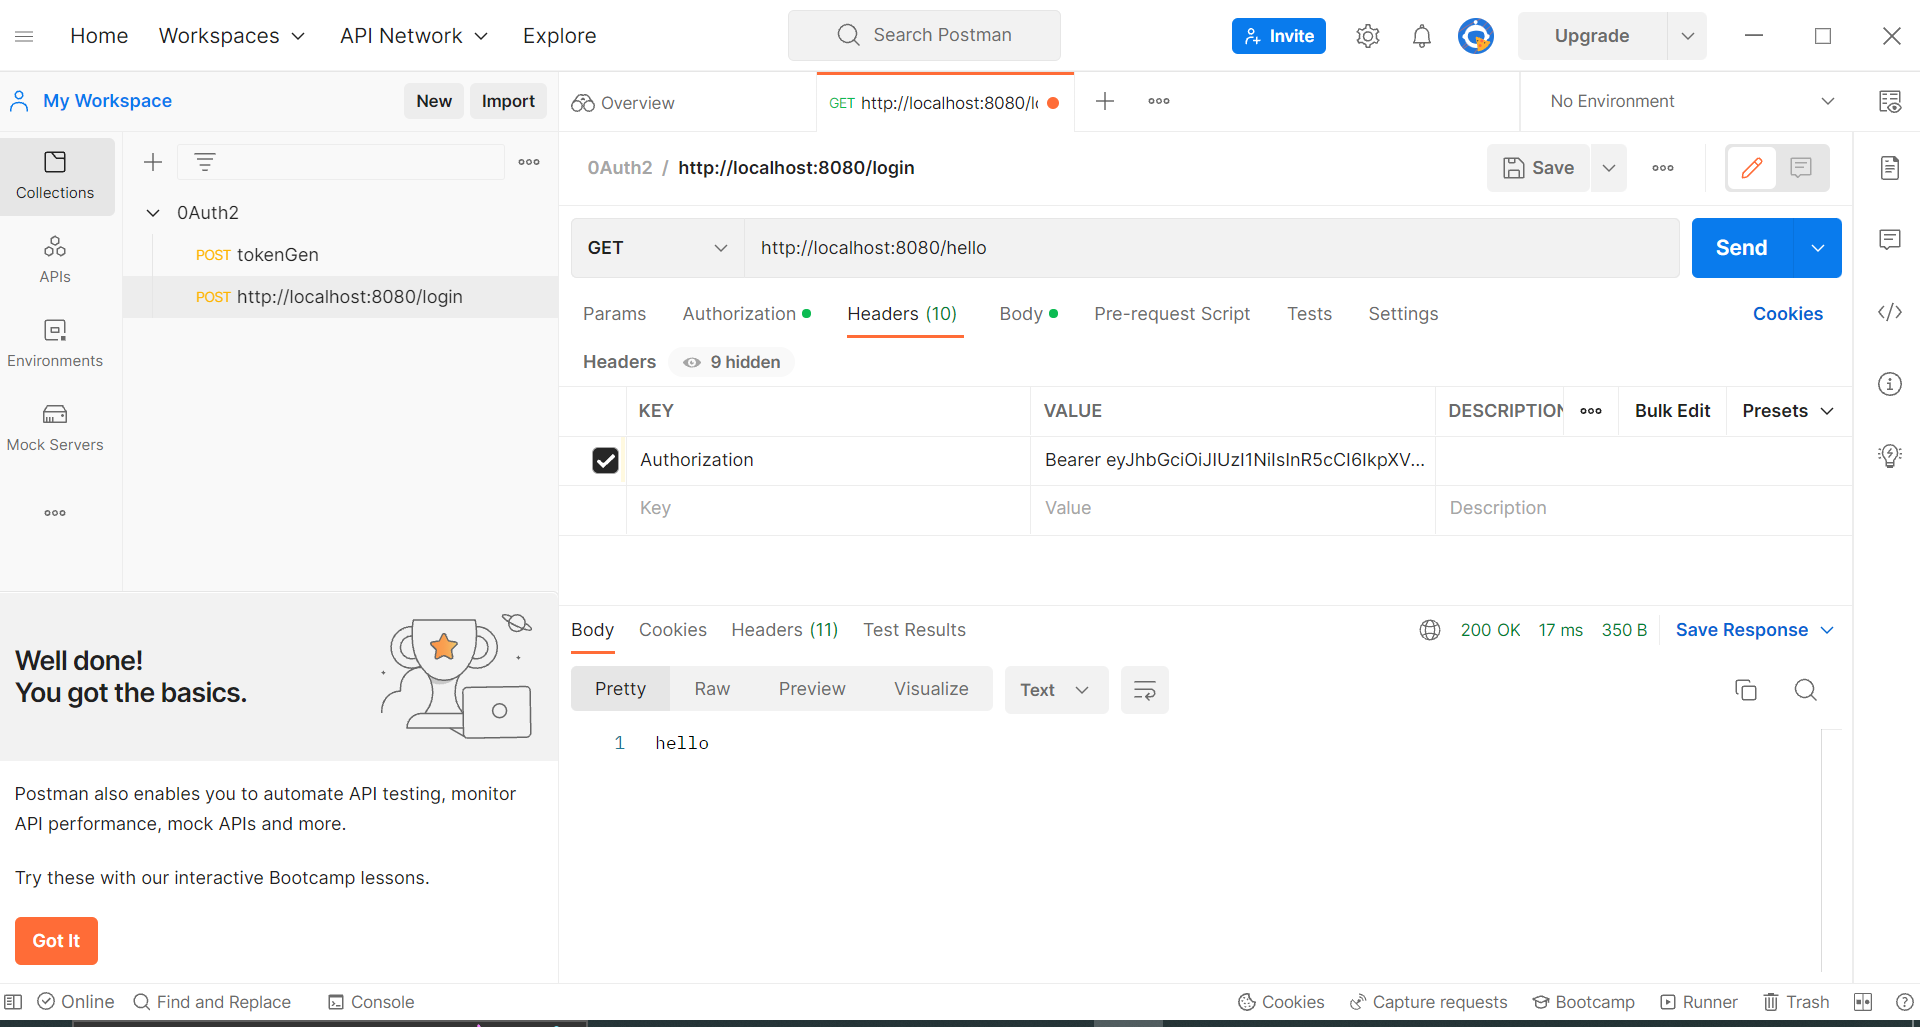 Home Workspaces API Network Explore Search Postman Invite Upgrade
My Workspace New Import Overview GET http://localhost:8080/l No Environment
Collections
0Auth2
POST tokenGen
POST http://localhost:8080/login
APIs
Environments
Mock Servers
0Auth2 / http://localhost:8080/login Save
GET http://localhost:8080/hello Send
Params Authorization Headers (10) Body Pre-request Script Tests Settings Cookies
Headers 9 hidden
KEY VALUE DESCRIPTION Bulk Edit Presets
Authorization Bearer eyJhbGciOiJIUzI1NiIsInR5cCI6IkpXV...
Key Value Description
Body Cookies Headers (11) Test Results 200 OK 17 ms 350 B Save Response
Pretty Raw Preview Visualize Text
1 hello
Well done!
You got the basics.
Postman also enables you to automate API testing, monitor
API performance, mock APIs and more.
Try these with our interactive Bootcamp lessons.
Got It
Online Find and Replace Console Cookies Capture requests Bootcamp Runner Trash